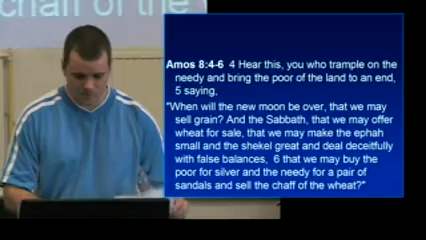 chaff of the
Amos 8:4-6 4 Hear this, you who trample on the
needy and bring the poor of the land to an end,
5 saying,
"When will the new moon be over, that we may
sell grain? And the Sabbath, that we may offer
wheat for sale, that we may make the ephah
small and the shekel great and deal deceitfully
with false balances, 6 that we may buy the
poor for silver and the needy for a pair of
sandals and sell the chaff of the wheat?"